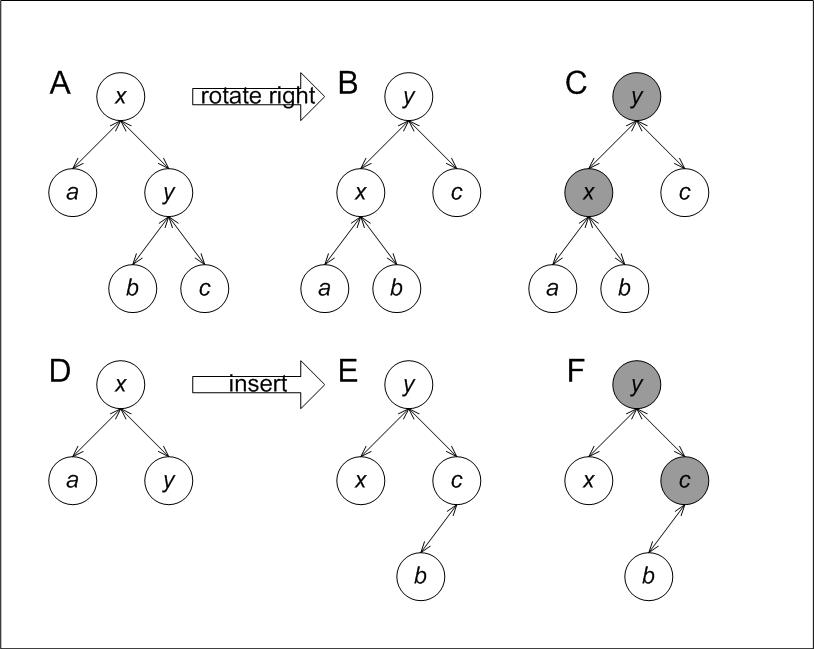 A x rotate right B y C y
a y x c x c
b c a b a b
D x insert E y F y
a y x c x c
b b